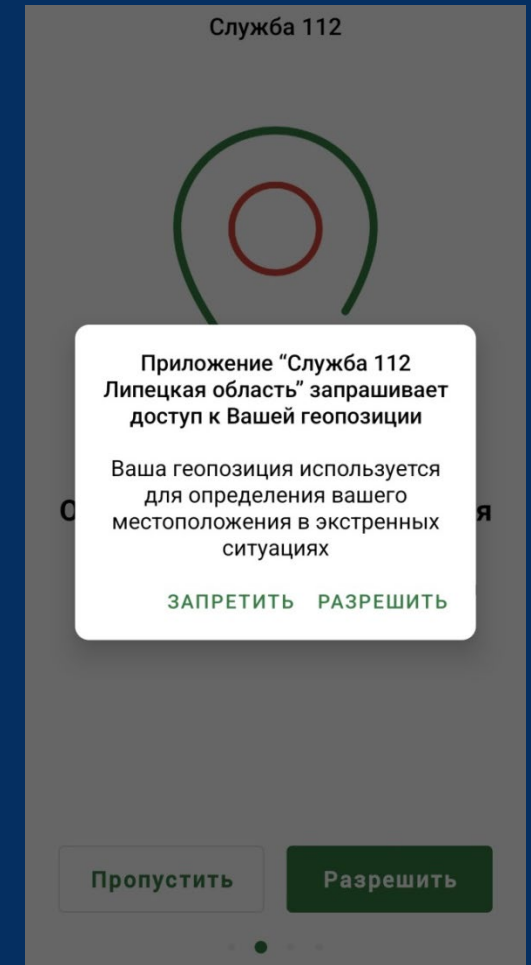 Служба 112
Приложение “Служба 112
Липецкая область” запрашивает
доступ к Вашей геопозиции
Ваша геопозиция используется
для определения вашего
местоположения в экстренных
ситуациях
ЗАПРЕТИТЬ РАЗРЕШИТЬ
Пропустить Разрешить